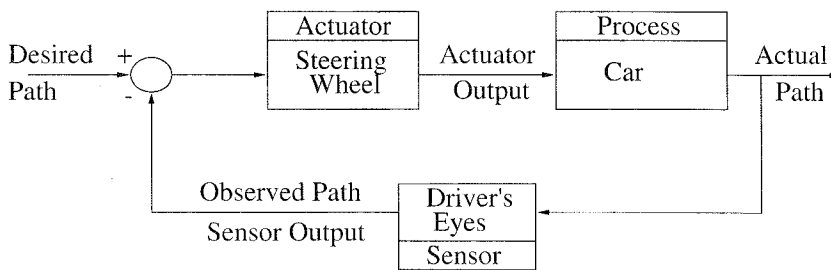 Desired
Path
+
-
Actuator
Steering
Wheel
Actuator
Output
Process
Car
Actual
Path
Observed Path
Sensor Output
Driver's
Eyes
Sensor